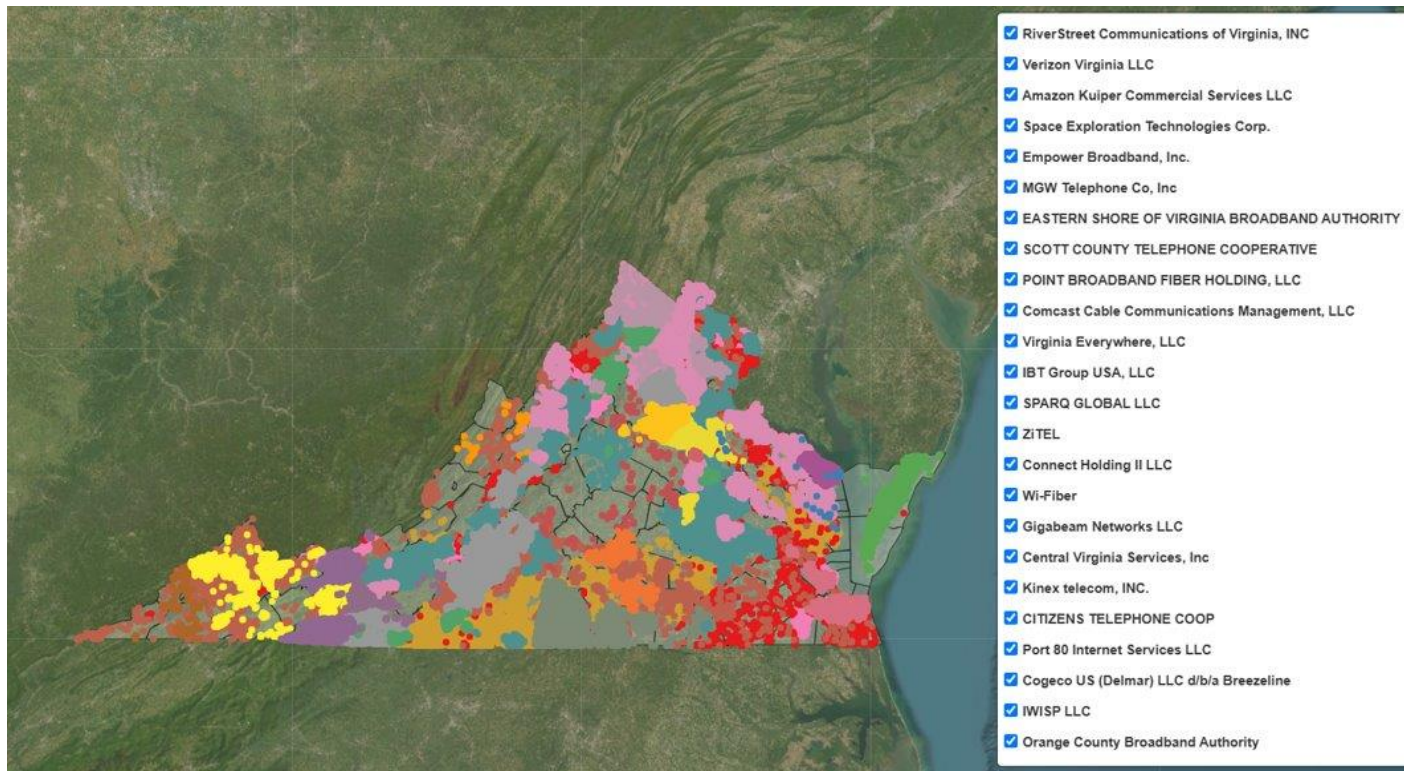 RiverStreet Communications of Virginia, INC
Verizon Virginia LLC
Amazon Kuiper Commercial Services LLC
Space Exploration Technologies Corp.
Empower Broadband, Inc.
MGW Telephone Co, Inc
EASTERN SHORE OF VIRGINIA BROADBAND AUTHORITY
SCOTT COUNTY TELEPHONE COOPERATIVE
POINT BROADBAND FIBER HOLDING, LLC
Comcast Cable Communications Management, LLC
Virginia Everywhere, LLC
IBT Group USA, LLC
SPARQ GLOBAL LLC
ZiTEL
Connect Holding II LLC
Wi-Fiber
Gigabeam Networks LLC
Central Virginia Services, Inc
Kinex telecom, INC.
CITIZENS TELEPHONE COOP
Port 80 Internet Services LLC
Cogeco US (Delmar) LLC d/b/a Breezeline
IWISP LLC
Orange County Broadband Authority